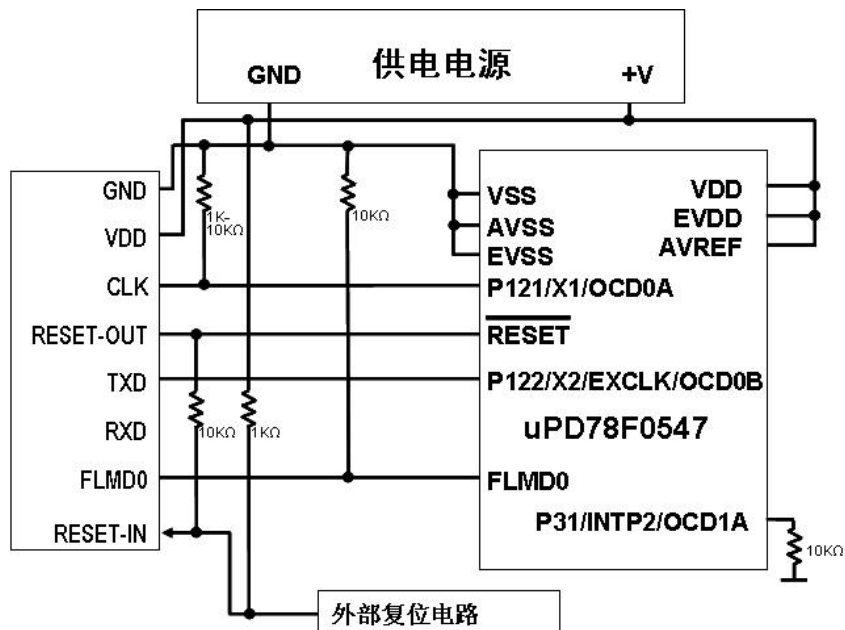 供电电源
GND
+V
GND
VDD
CLK
RESET-OUT
TXD
RXD
FLMD0
RESET-IN
1K-
10KΩ
10KΩ
10KΩ
1KΩ
VSS
AVSS
EVSS
P121/X1/OCD0A
RESET
P122/X2/EXCLK/OCD0B
uPD78F0547
FLMD0
P31/INTP2/OCD1A
VDD
EVDD
AVREF
10KΩ
外部复位电路